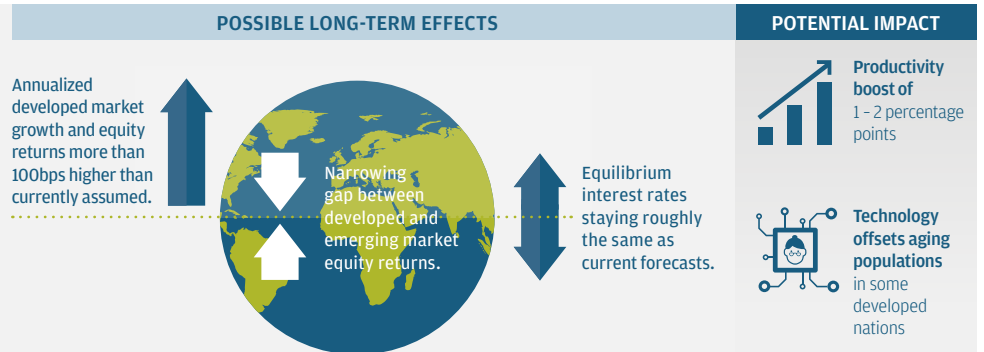 POSSIBLE LONG-TERM EFFECTS
Annualized
developed market
growth and equity
returns more than
100bps higher than
currently assumed.
Narrowing
gap between
developed and
emerging market
equity returns.
Equilibrium
interest rates
staying roughly
the same as
current forecasts.
POTENTIAL IMPACT
Productivity
boost of
1 – 2 percentage
points
Technology
offsets aging
populations
in some
developed
nations